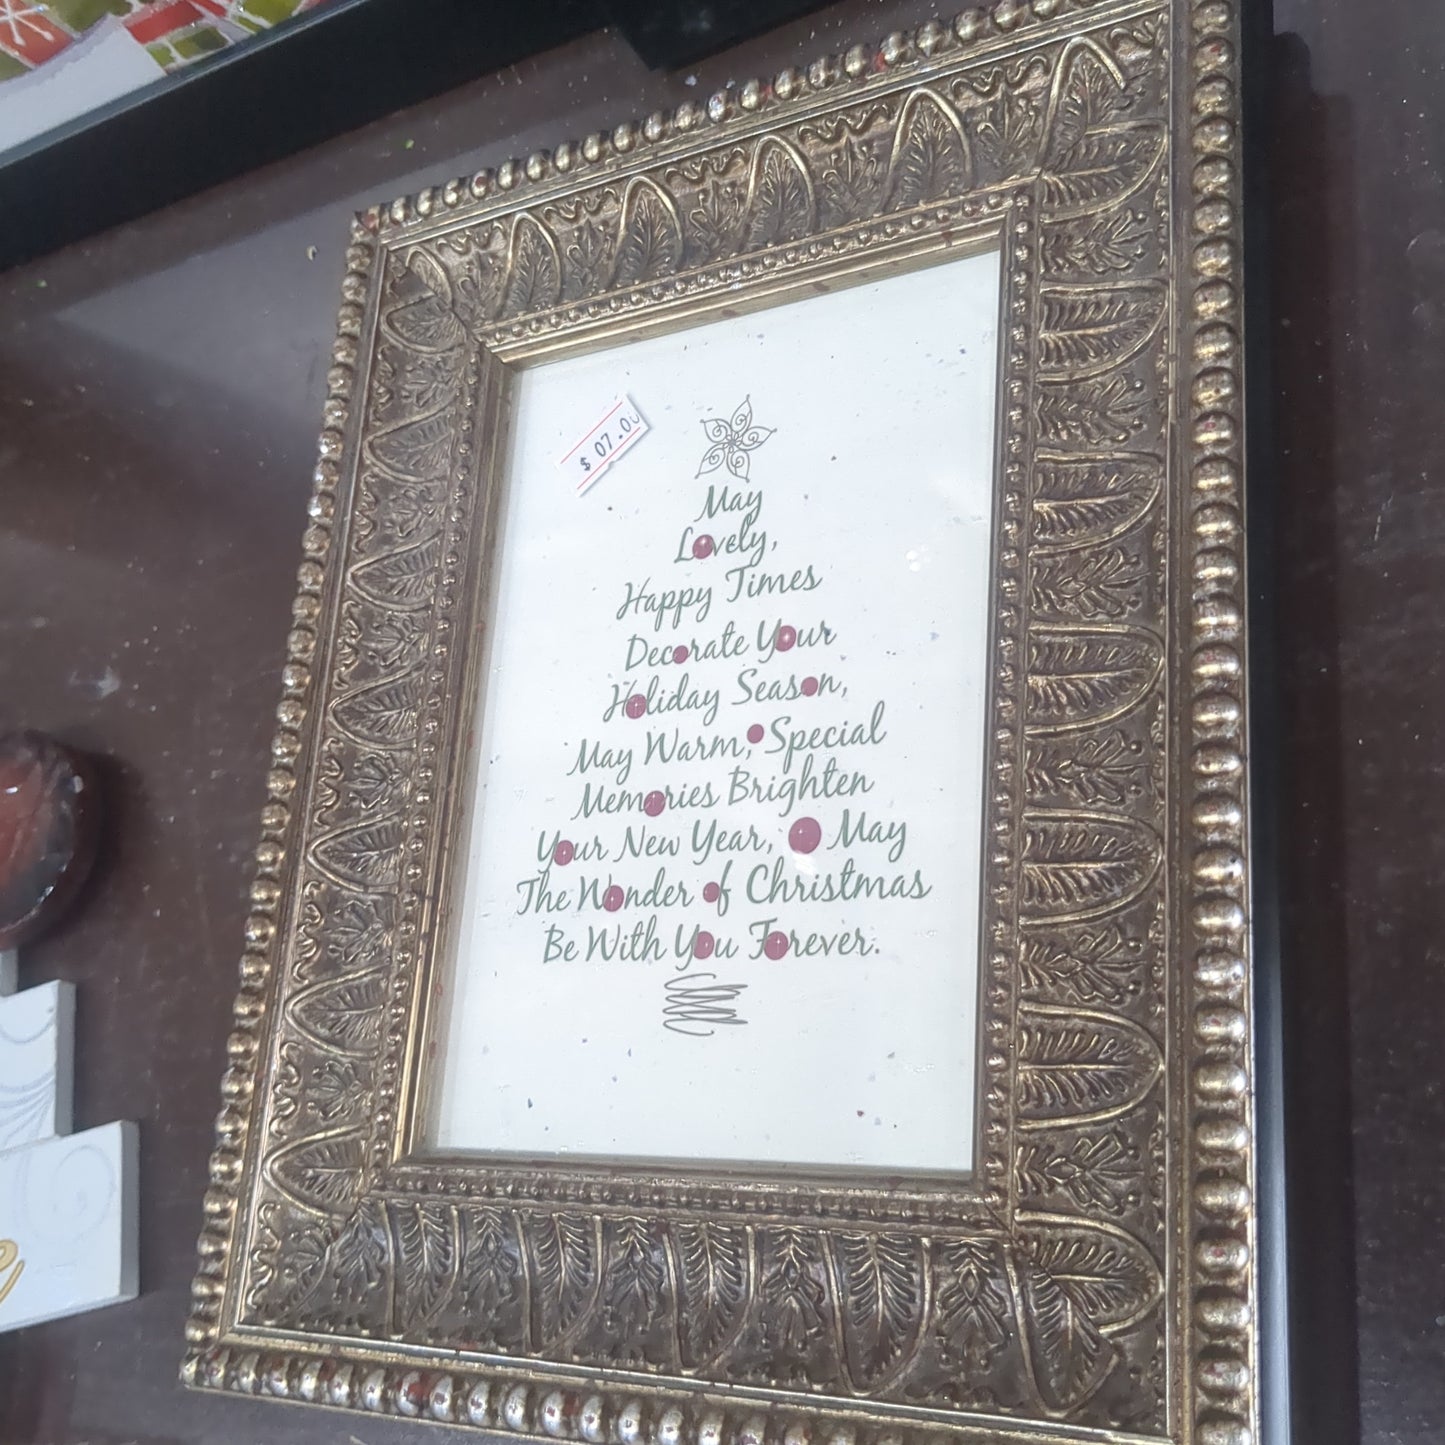 $ 07.00
May
Lovely,
Happy Times
Decorate Your
Holiday Season,
May Warm, Special
Memories Brighten
Your New Year, May
The Wonder of Christmas
Be With You Forever.